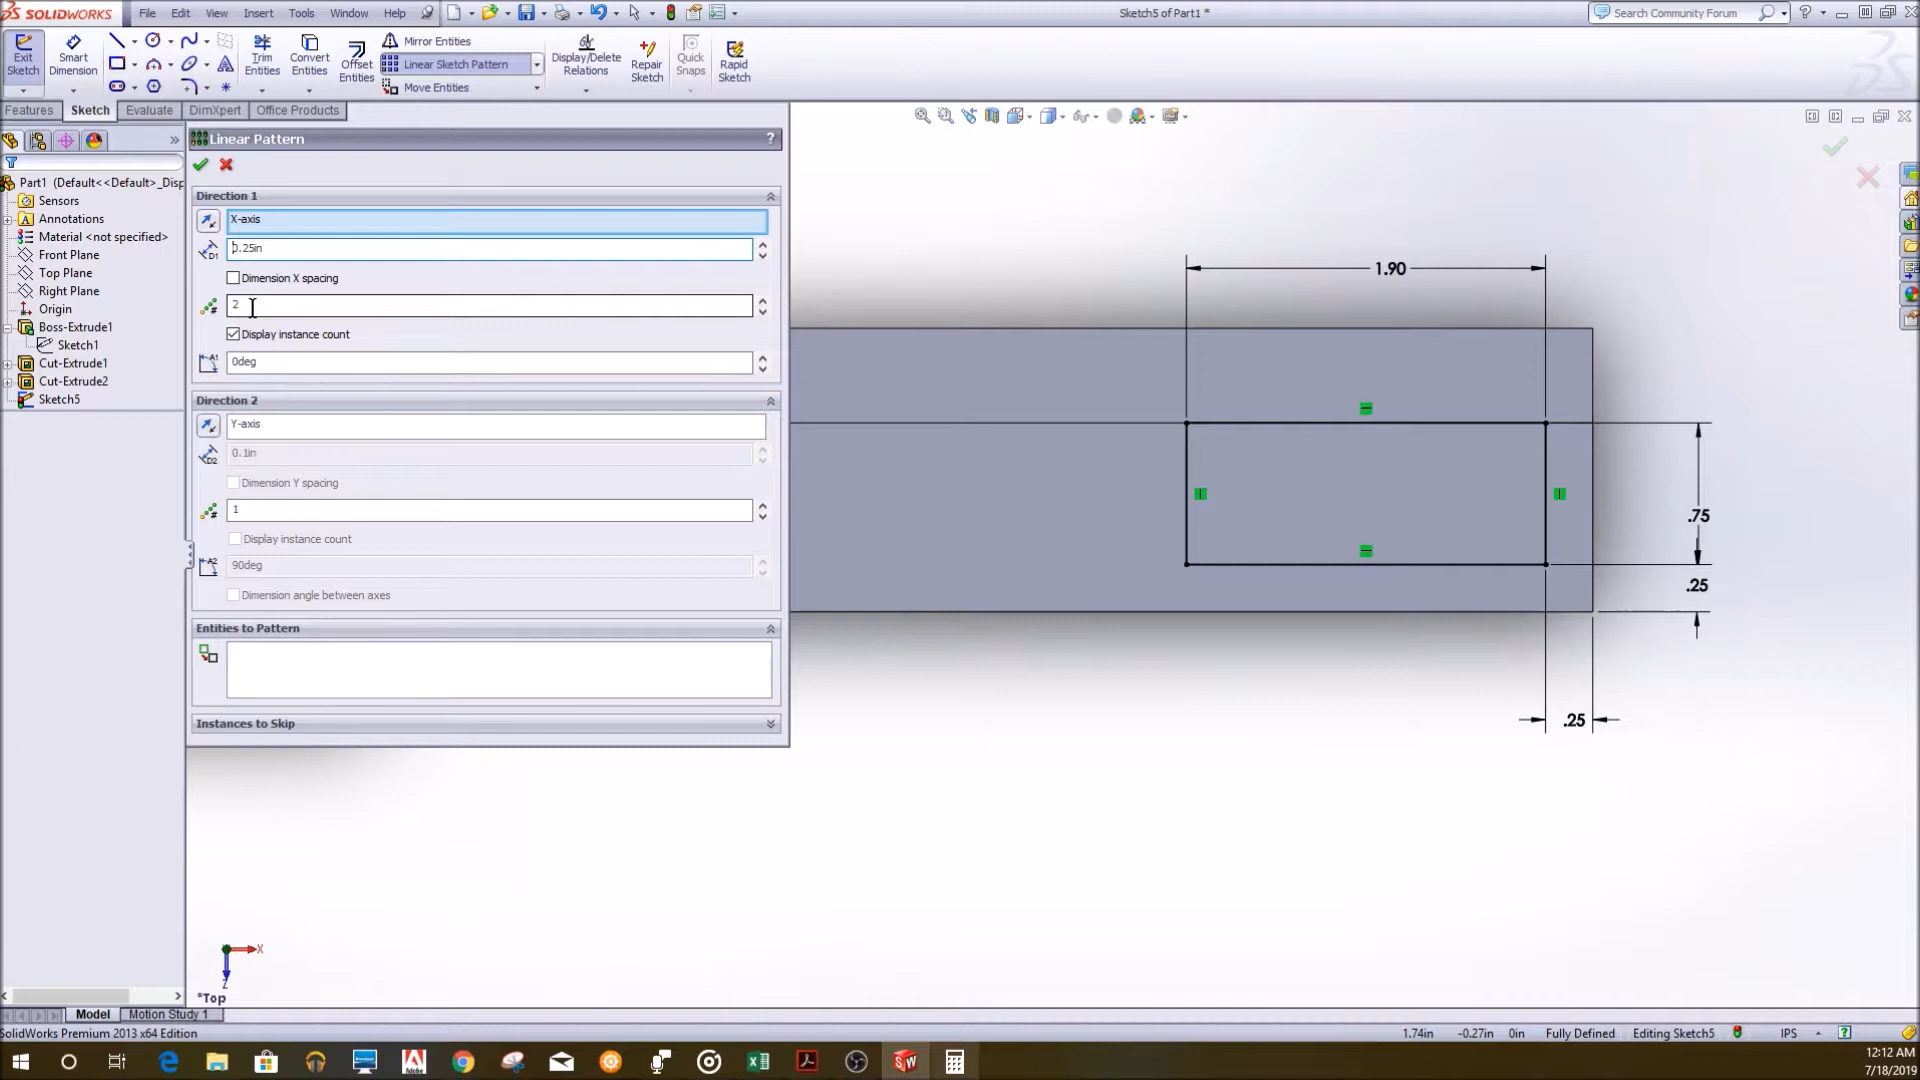 SOLIDWORKS
File Edit View Insert Tools Window Help
Sketch5 of Part1 *
Search Community Forum
Exit Sketch
Smart Dimension
Trim Entities
Convert Entities
Offset Entities
Mirror Entities
Linear Sketch Pattern
Move Entities
Display/Delete Relations
Repair Sketch
Quick Snaps
Rapid Sketch
Features Sketch Evaluate DimXpert Office Products
Linear Pattern ?
Part1 (Default<<Default>_Disp
Sensors
Annotations
Material <not specified>
Front Plane
Top Plane
Right Plane
Origin
Boss-Extrude1
Sketch1
Cut-Extrude1
Cut-Extrude2
Sketch5
Direction 1
X-axis
D1 0.25in
Dimension X spacing
# 2
Display instance count
A1 0deg
Direction 2
Y-axis
D2 0.1in
Dimension Y spacing
# 1
Display instance count
A2 90deg
Dimension angle between axes
Entities to Pattern
Instances to Skip
1.90
.75
.25
.25
X
Z
*Top
Model Motion Study 1
SolidWorks Premium 2013 x64 Edition
1.74in -0.27in 0in Fully Defined Editing Sketch5 IPS
12:12 AM
7/18/2019